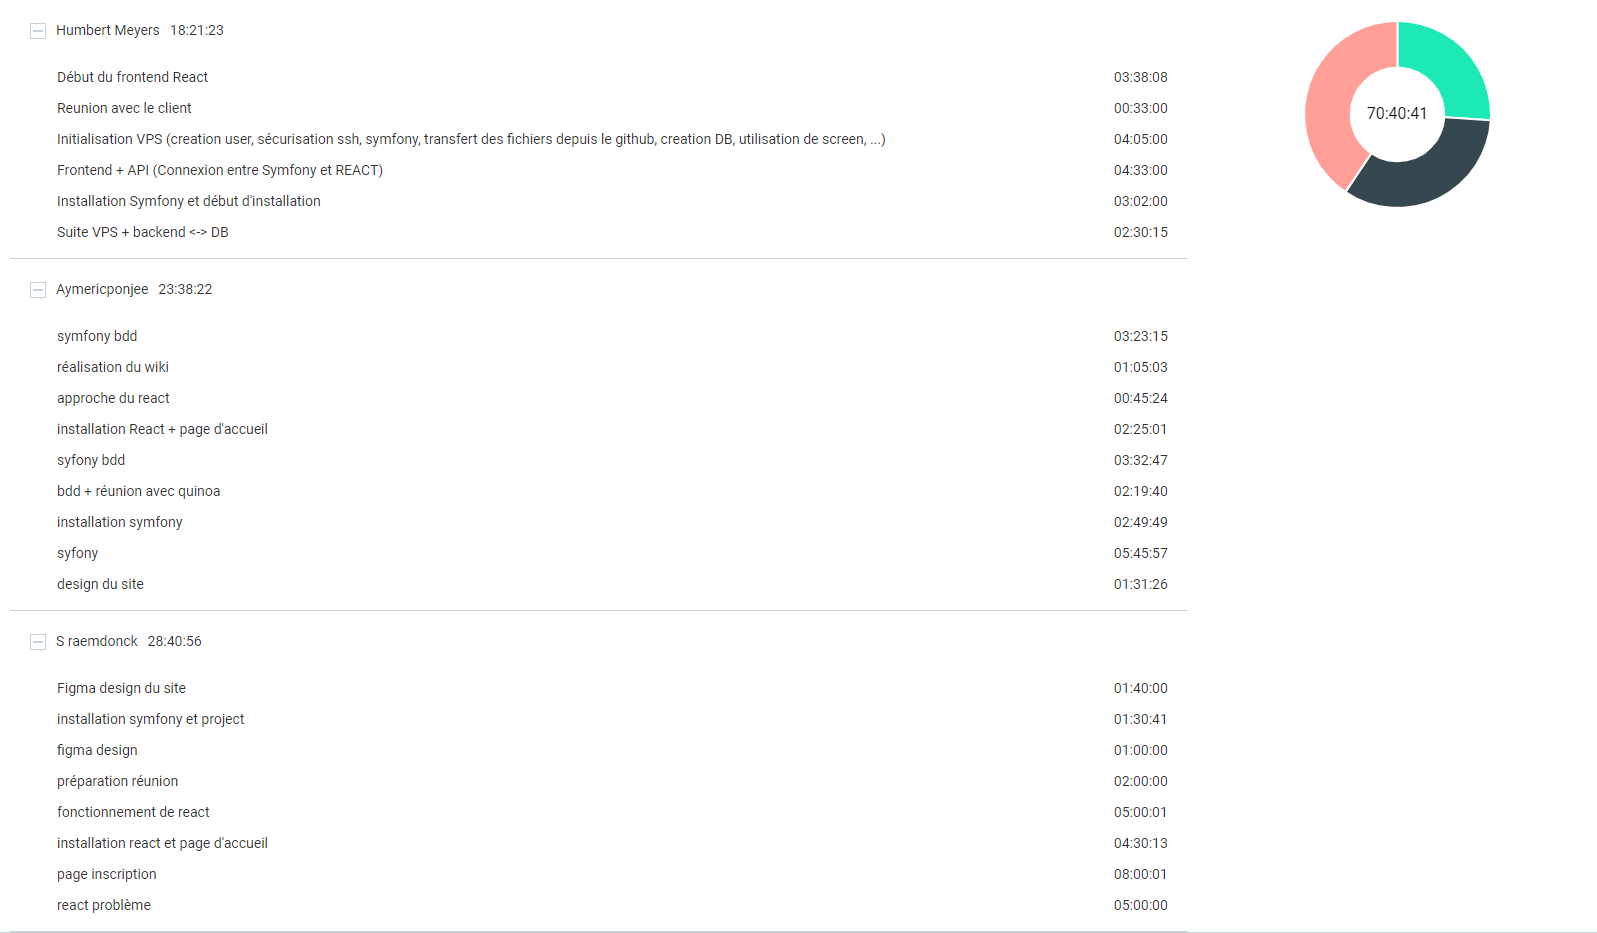 Humbert Meyers 18:21:23
Début du frontend React 03:38:08
Reunion avec le client 00:33:00
Initialisation VPS (creation user, sécurisation ssh, symfony, transfert des fichiers depuis le github, creation DB, utilisation de screen, ...) 04:05:00
Frontend + API (Connexion entre Symfony et REACT) 04:33:00
Installation Symfony et début d'installation 03:02:00
Suite VPS + backend <-> DB 02:30:15
Aymericponjee 23:38:22
symfony bdd 03:23:15
réalisation du wiki 01:05:03
approche du react 00:45:24
installation React + page d'accueil 02:25:01
syfony bdd 03:32:47
bdd + réunion avec quinoa 02:19:40
installation symfony 02:49:49
syfony 05:45:57
design du site 01:31:26
S raemdonck 28:40:56
Figma design du site 01:40:00
installation symfony et project 01:30:41
figma design 01:00:00
préparation réunion 02:00:00
fonctionnement de react 05:00:01
installation react et page d'accueil 04:30:13
page inscription 08:00:01
react problème 05:00:00
70:40:41